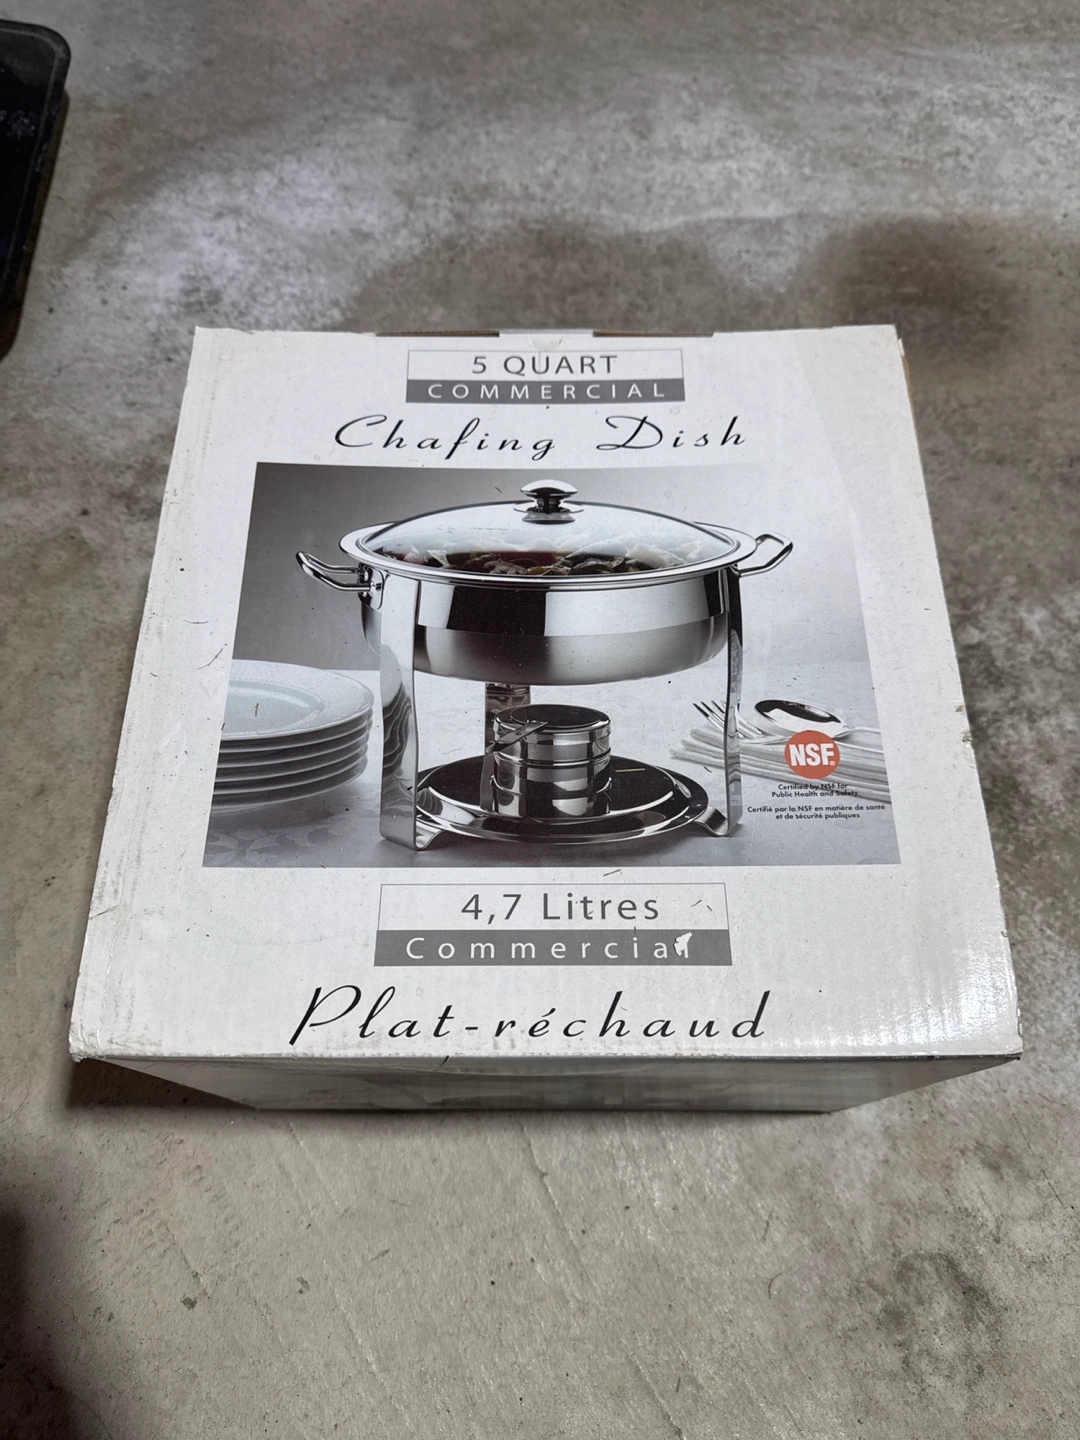 5 QUART
COMMERCIAL
Chafing Dish
NSF®
Certified by NSF for
Public Health and Safety
Certifié par la NSF en matière de santé
et de sécurité publiques
4,7 Litres
Commercial
Plat-réchaud